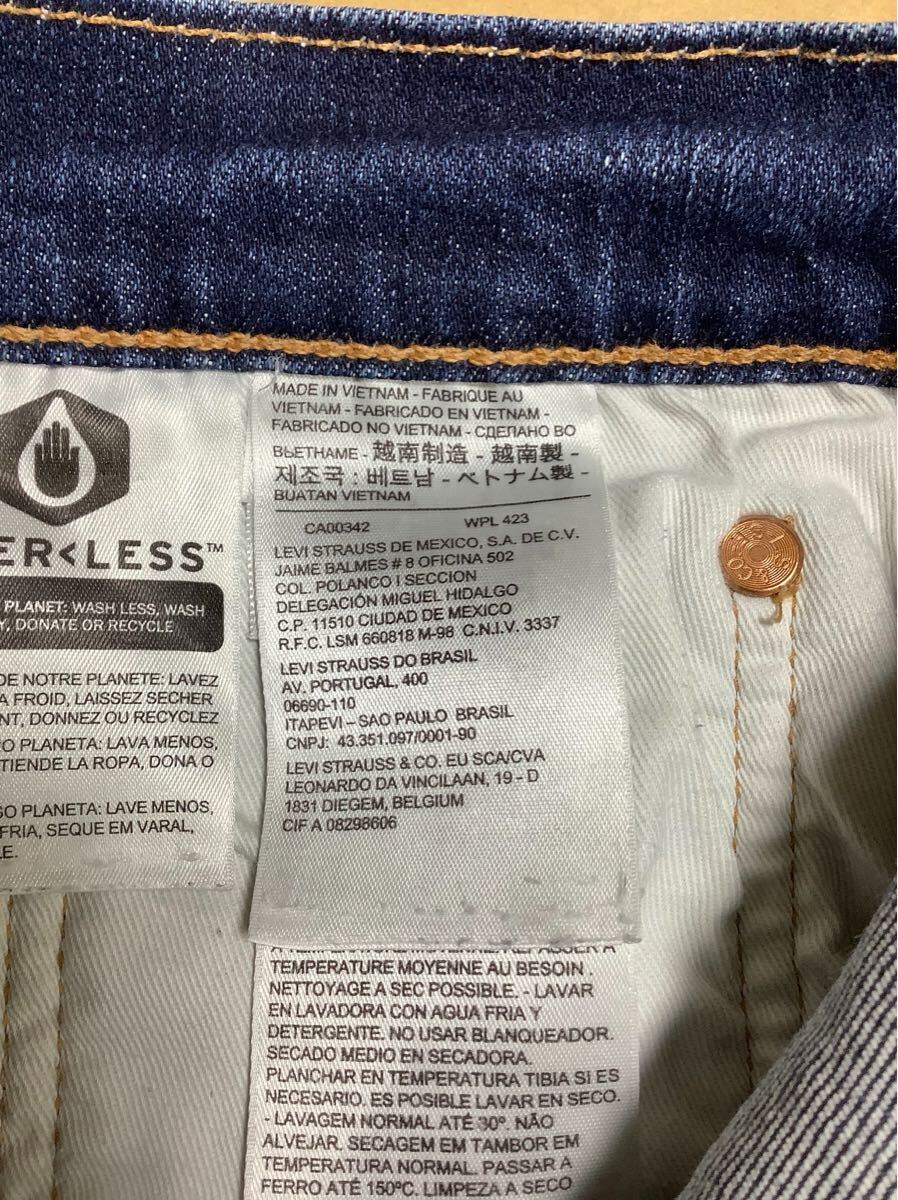 ER<LESS™
PLANET: WASH LESS, WASH
Y, DONATE OR RECYCLE
DE NOTRE PLANETE: LAVEZ
A FROID, LAISSEZ SECHER
NT, DONNEZ OU RECYCLEZ
O PLANETA: LAVA MENOS,
TIENDE LA ROPA, DONA O
SO PLANETA: LAVE MENOS,
FRIA, SEQUE EM VARAL,
LE.
MADE IN VIETNAM - FABRIQUE AU
VIETNAM - FABRICADO EN VIETNAM -
FABRICADO NO VIETNAM - СДЕЛАНО ВО
ВЬЕТНАМЕ - 越南制造 - 越南製 -
제조국 : 베트남 - ベトナム製 -
BUATAN VIETNAM
CA00342 WPL 423
LEVI STRAUSS DE MEXICO, S.A. DE C.V.
JAIME BALMES # 8 OFICINA 502
COL. POLANCO I SECCION
DELEGACIÓN MIGUEL HIDALGO
C.P. 11510 CIUDAD DE MEXICO
R.F.C. LSM 660818 M-98 C.N.I.V. 3337
LEVI STRAUSS DO BRASIL
AV. PORTUGAL, 400
06690-110
ITAPEVI – SAO PAULO BRASIL
CNPJ: 43.351.097/0001-90
LEVI STRAUSS & CO. EU SCA/CVA
LEONARDO DA VINCILAAN, 19 - D
1831 DIEGEM, BELGIUM
CIF A 08298606
TEMPERATURE MOYENNE AU BESOIN .
NETTOYAGE A SEC POSSIBLE. - LAVAR
EN LAVADORA CON AGUA FRIA Y
DETERGENTE. NO USAR BLANQUEADOR.
SECADO MEDIO EN SECADORA.
PLANCHAR EN TEMPERATURA TIBIA SI ES
NECESARIO. ES POSIBLE LAVAR EN SECO.
- LAVAGEM NORMAL ATÉ 30º. NÃO
ALVEJAR. SECAGEM EM TAMBOR EM
TEMPERATURA NORMAL. PASSAR A
FERRO ATÉ 150ºC. LIMPEZA A SECO